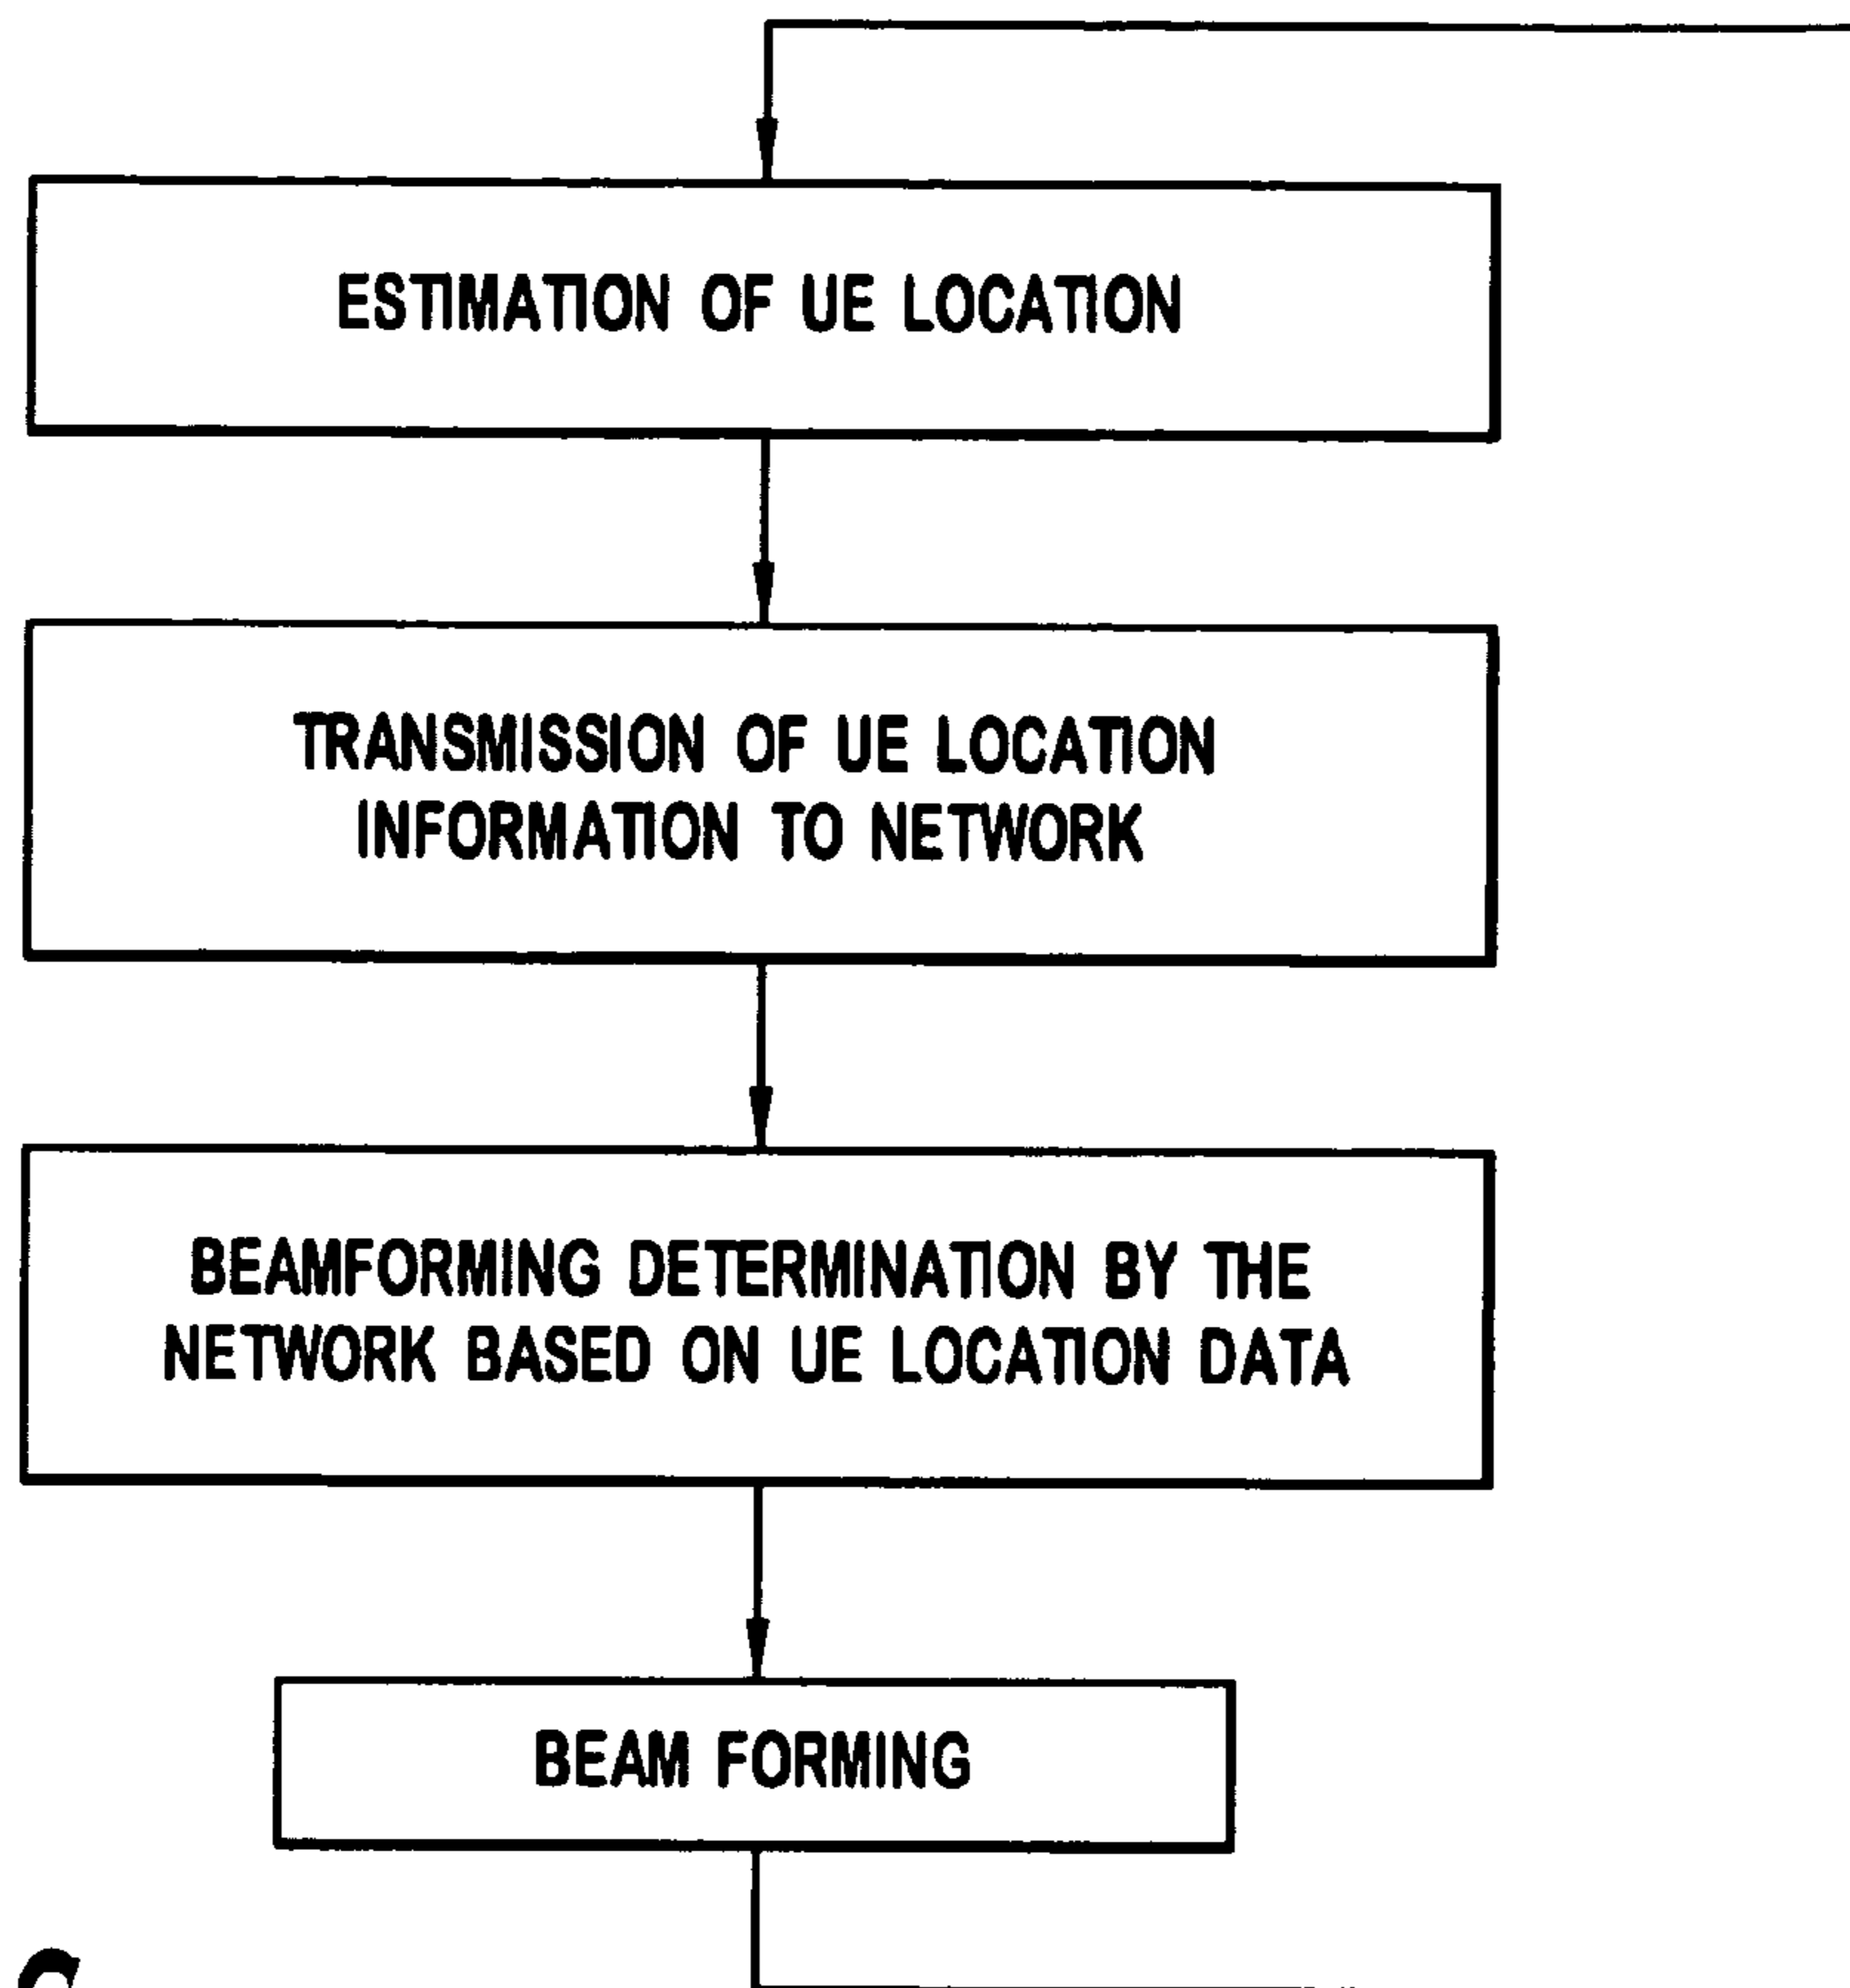 ESTIMATION OF UE LOCATION
TRANSMISSION OF UE LOCATION
INFORMATION TO NETWORK
BEAMFORMING DETERMINATION BY THE
NETWORK BASED ON UE LOCATION DATA
BEAM FORMING